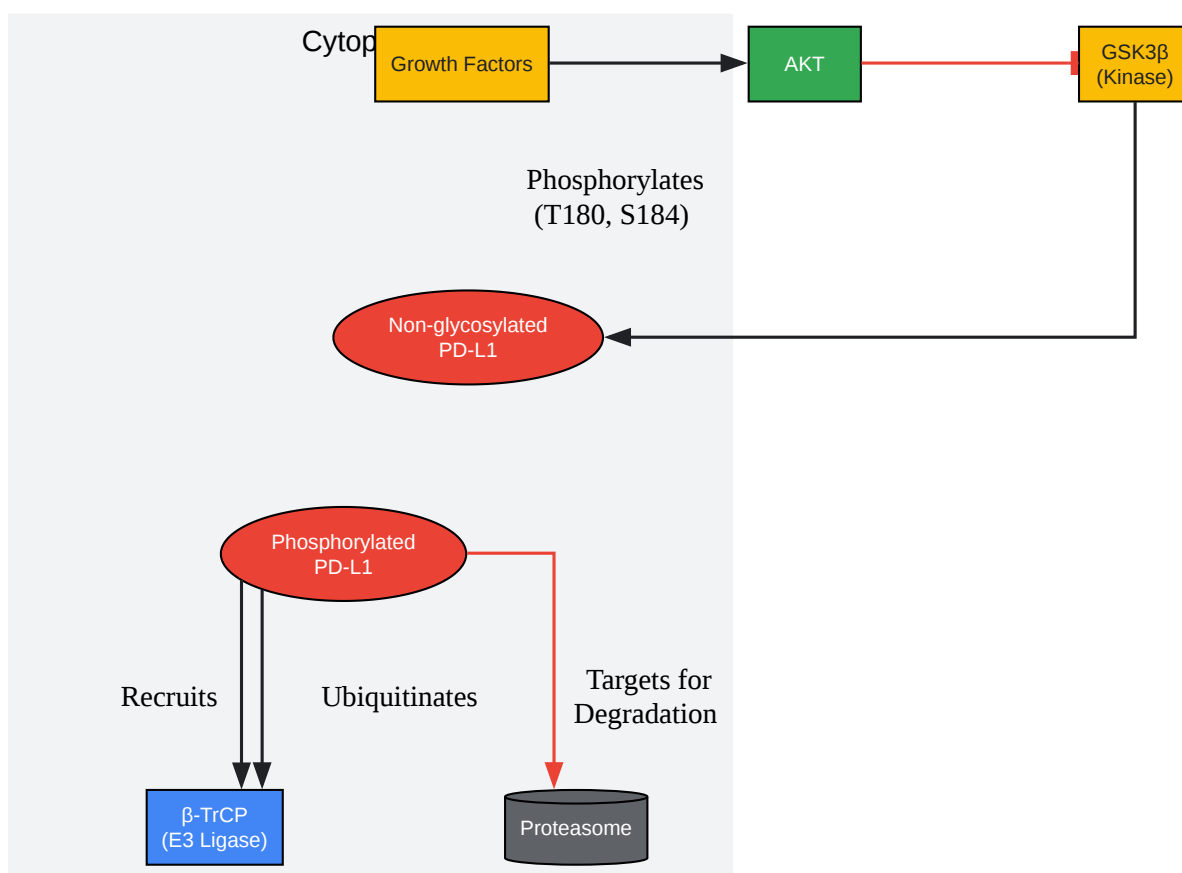 Cytop
Growth Factors
AKT
GSK3β
(Kinase)
Phosphorylates
(T180, S184)
Non-glycosylated
PD-L1
Phosphorylated
PD-L1
Recruits
Ubiquitinates
Targets for
Degradation
β-TrCP
(E3 Ligase)
Proteasome